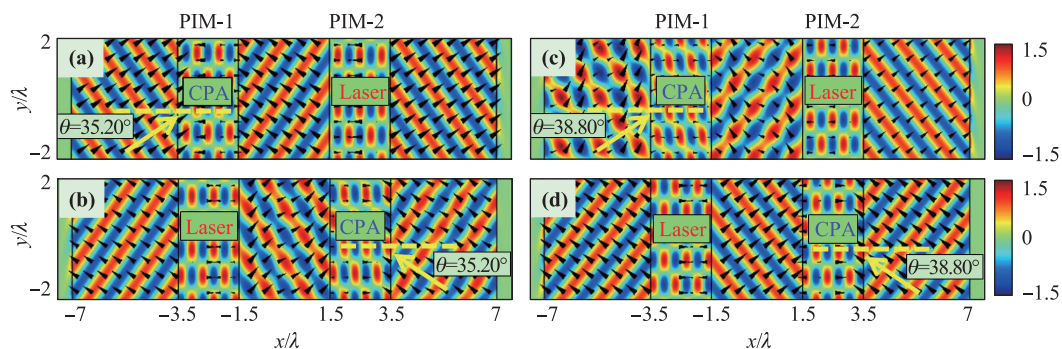 PIM-1 PIM-2 PIM-1 PIM-2
2 (a) CPA Laser (c) CPA Laser 1.5
y/λ 0
θ=35.20° θ=38.80°
−2 −1.5
2 (b) Laser CPA (d) Laser CPA 1.5
y/λ 0
θ=35.20° θ=38.80°
−2 −1.5
−7 −3.5 −1.5 1.5 3.5 7 −7 −3.5 −1.5 1.5 3.5 7
x/λ x/λ